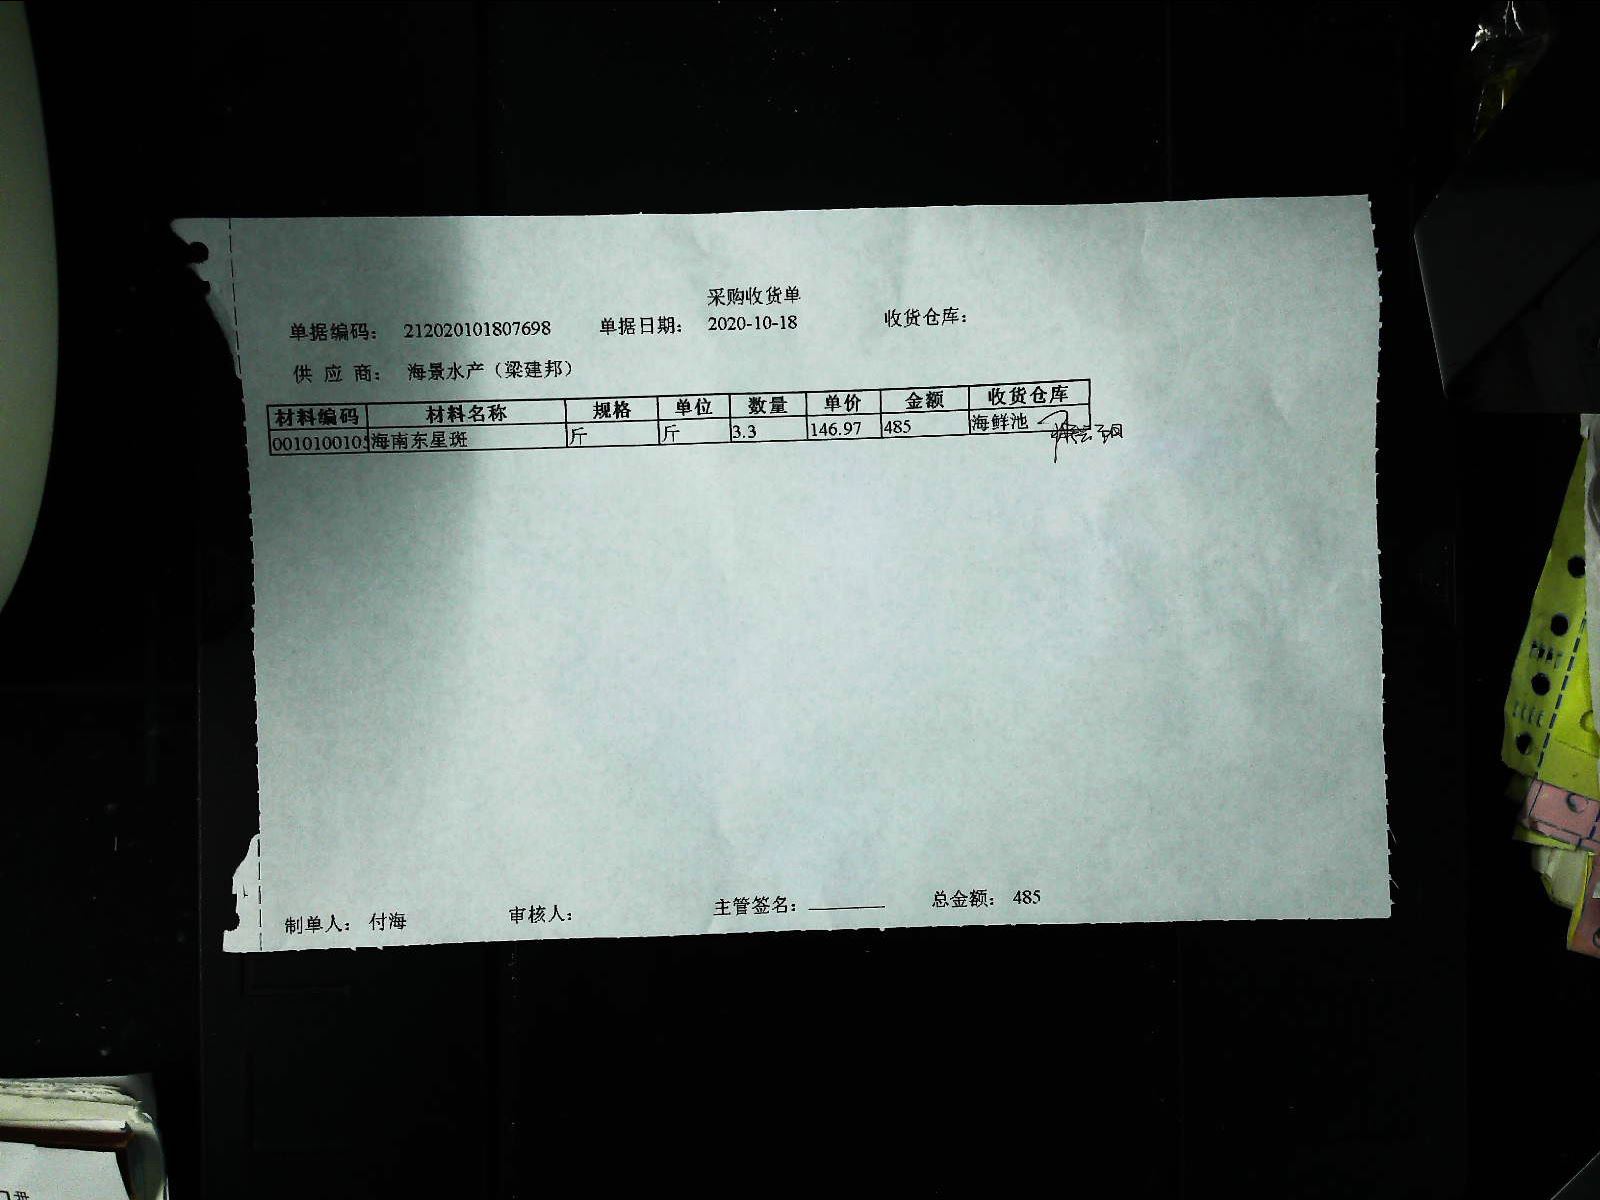 采购收货单
单据编码： 212020101807698 单据日期： 2020-10-18 收货仓库：
供 应 商： 海景水产（梁建邦）
材料编码 材料名称 规格 单位 数量 单价 金额 收货仓库
0010100105 海南东星斑 斤 斤 3.3 146.97 485 海鲜池
制单人： 付海 审核人： 主管签名： 总金额： 485